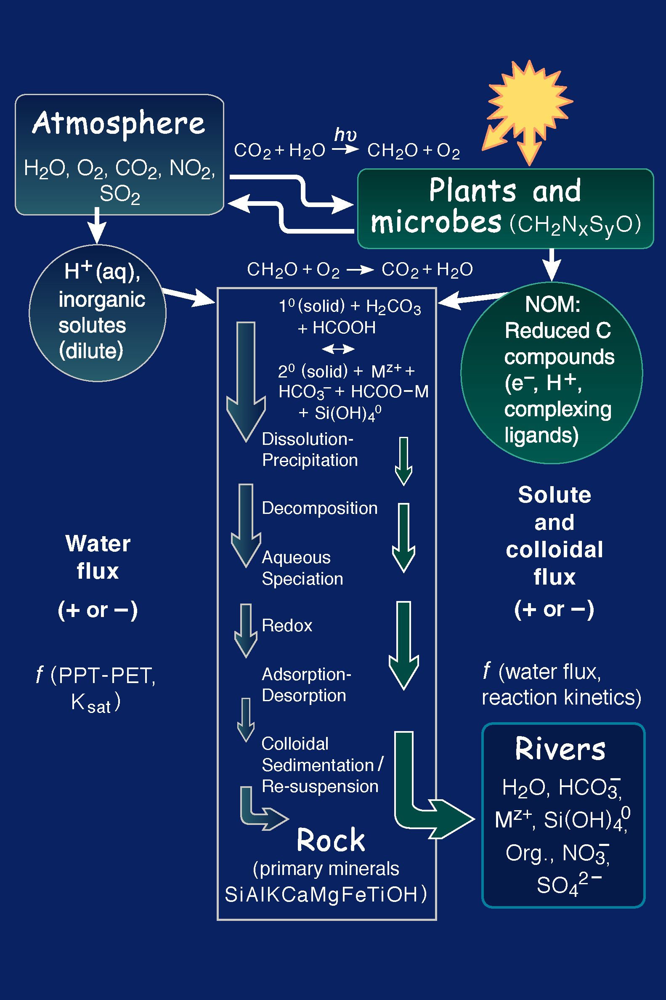 Atmosphere
H₂O, O₂, CO₂, NO₂,
SO₂
hυ
CO₂ + H₂O → CH₂O + O₂
Plants and
microbes (CH₂NₓSᵧO)
H⁺ (aq),
inorganic
solutes
(dilute)
CH₂O + O₂ → CO₂ + H₂O
NOM:
Reduced C
compounds
(e⁻, H⁺,
complexing
ligands)
1⁰ (solid) + H₂CO₃
+ HCOOH
↔
2⁰ (solid) + Mᶻ⁺ +
HCO₃⁻ + HCOO–M
+ Si(OH)₄⁰
Dissolution-
Precipitation
Decomposition
Aqueous
Speciation
Redox
Adsorption-
Desorption
Colloidal
Sedimentation /
Re-suspension
Rock
(primary minerals
SiAlKCaMgFeTiOH)
Water
flux
(+ or –)
f (PPT-PET,
Kₛₐₜ)
Solute
and
colloidal
flux
(+ or –)
f (water flux,
reaction kinetics)
Rivers
H₂O, HCO₃⁻,
Mᶻ⁺, Si(OH)₄⁰,
Org., NO₃⁻,
SO₄²⁻